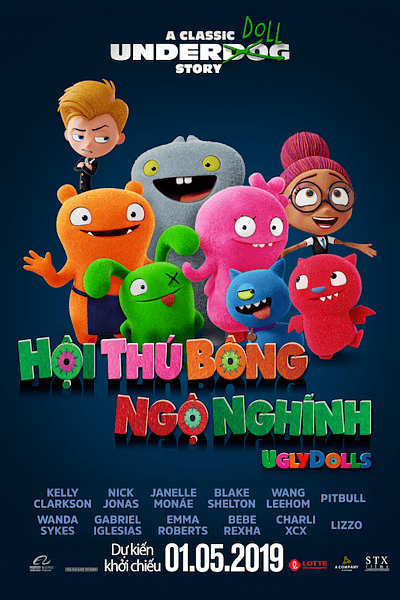 A CLASSIC DOLL
UNDERDOG
STORY
HỘI THÚ BÔNG
NGỘ NGHĨNH
UGLYDOLLS
KELLY CLARKSON
NICK JONAS
JANELLE MONÁE
BLAKE SHELTON
WANG LEEHOM
PITBULL
WANDA SYKES
GABRIEL IGLESIAS
EMMA ROBERTS
BEBE REXHA
CHARLI XCX
LIZZO
Dự kiến khởi chiếu 01.05.2019
LOTTE
A COMPANY
STX